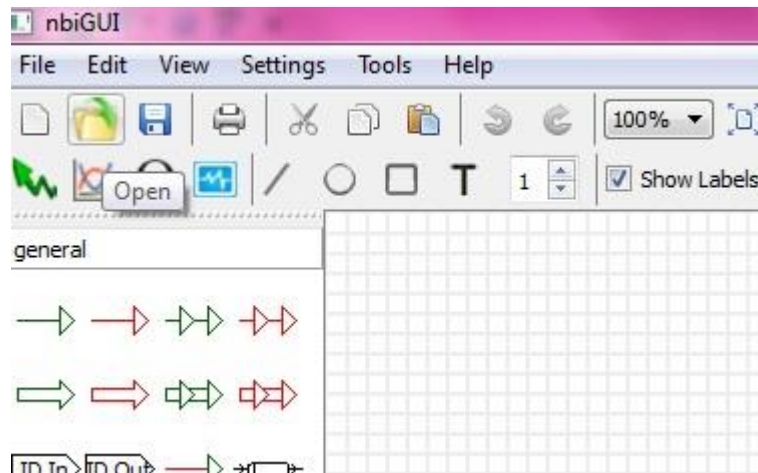 nbiGUI
File Edit View Settings Tools Help
100%
Open T 1 Show Labels
general
ID In ID Out